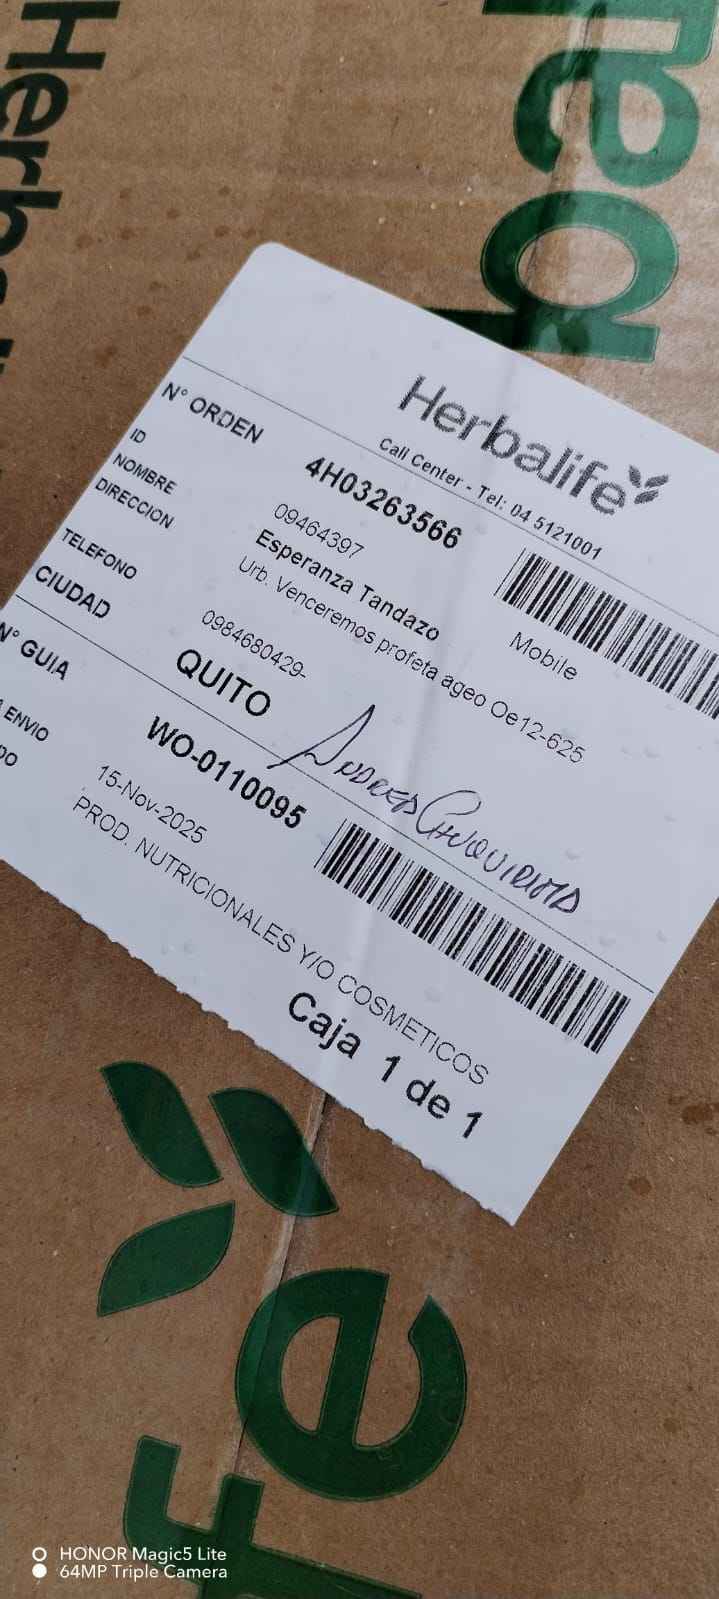 Herbalife
Herbalife
Call Center - Tel: 04 5121001
N° ORDEN 4H03263566
ID 09464397
NOMBRE Esperanza Tandazo Mobile
DIRECCION Urb. Venceremos profeta ageo Oe12-625
TELEFONO 0984680429-
CIUDAD QUITO
N° GUIA WO-0110095
ENVIO 15-Nov-2025
PROD. NUTRICIONALES Y/O COSMETICOS
Caja 1 de 1
fe
HONOR Magic5 Lite
64MP Triple Camera